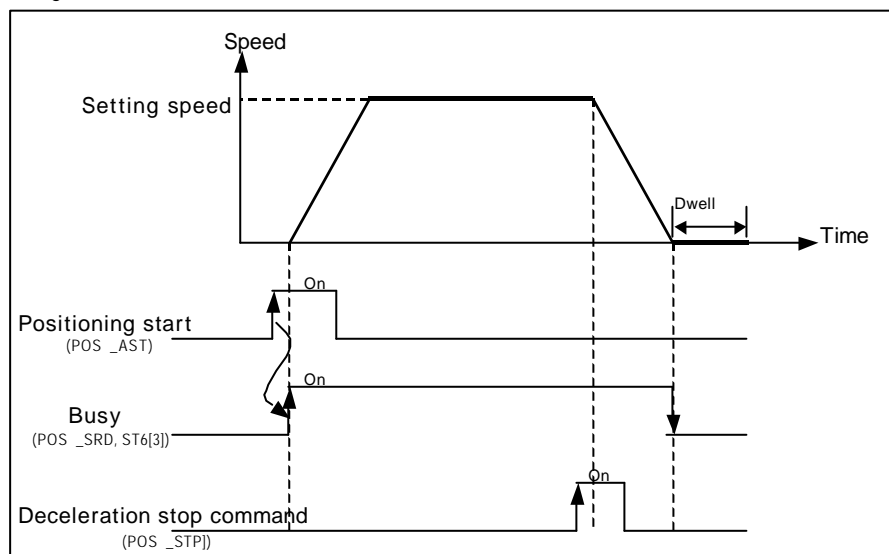 Speed
Setting speed
Dwell
Time
On
Positioning start
(POS _AST)
On
Busy
(POS _SRD, ST6[3])
On
Deceleration stop command
(POS _STP])